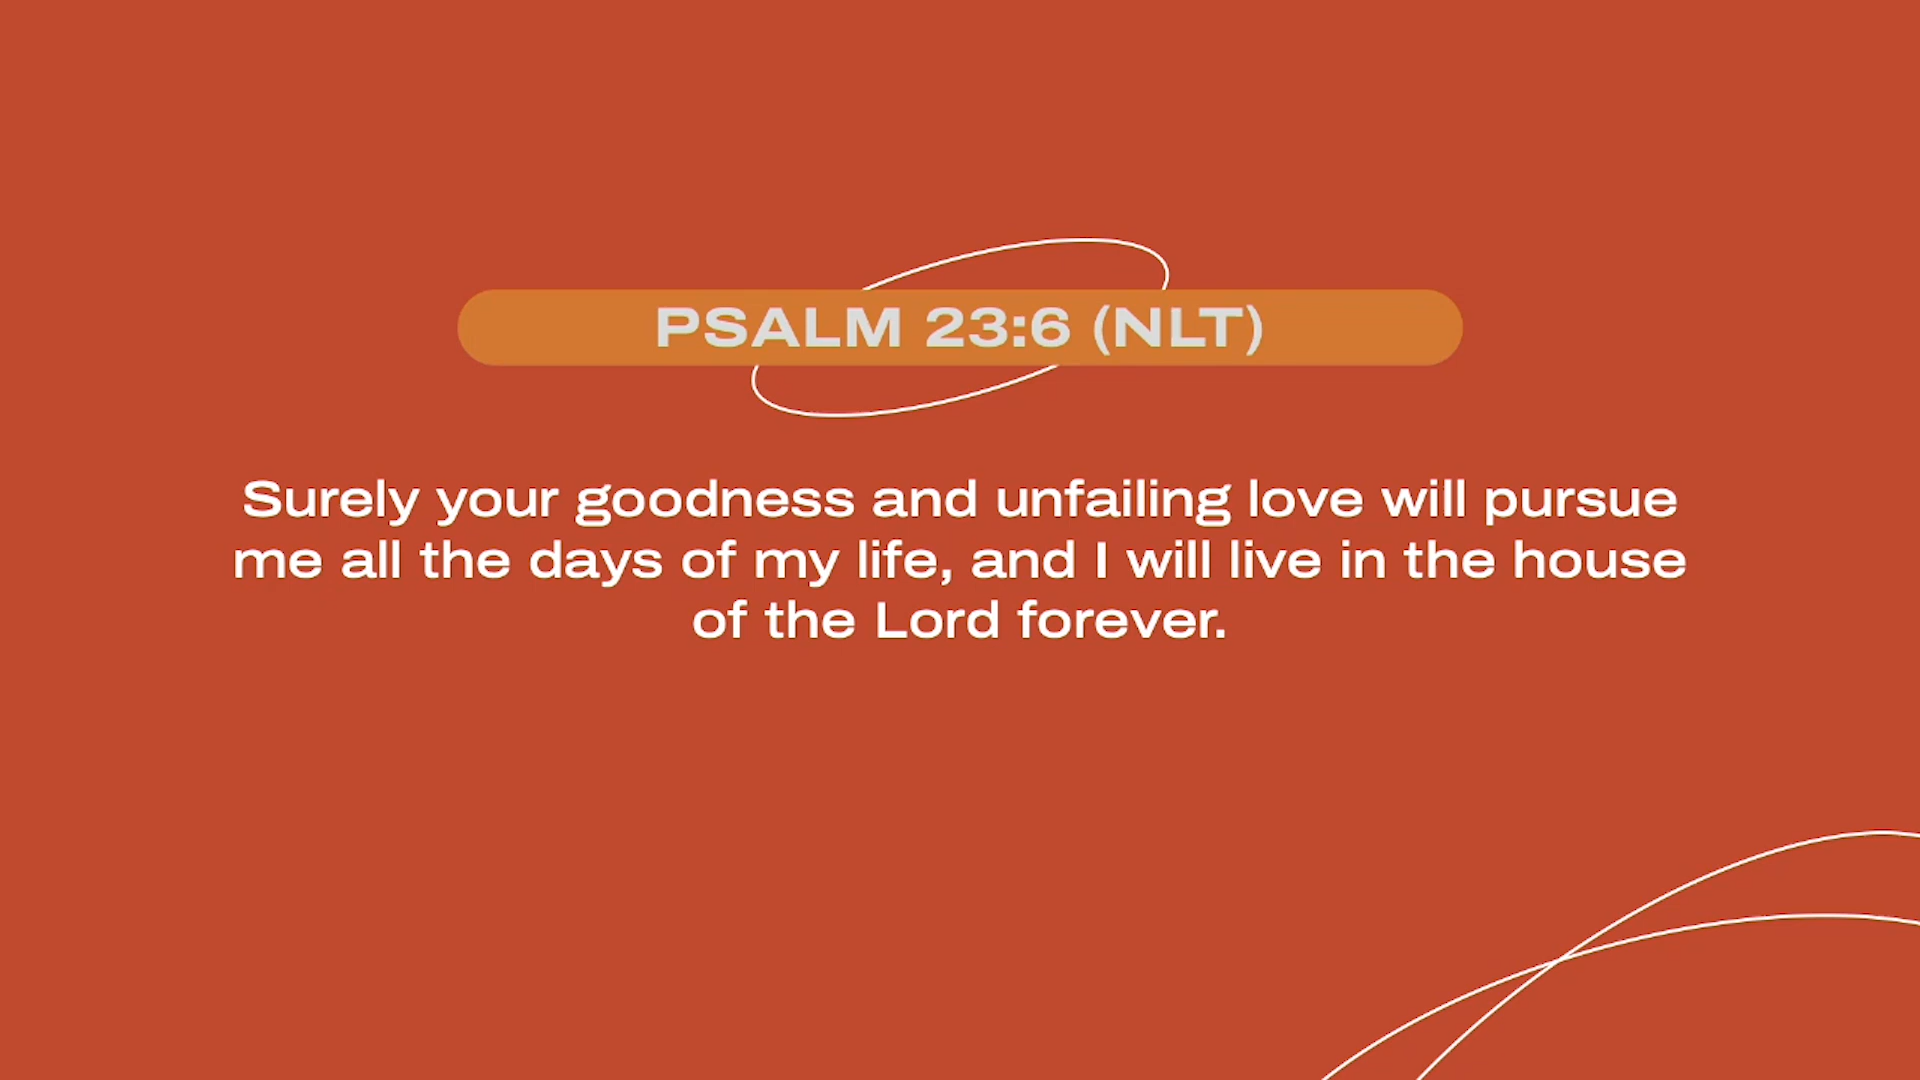 PSALM 23:6 (NLT)
Surely your goodness and unfailing love will pursue
me all the days of my life, and I will live in the house
of the Lord forever.